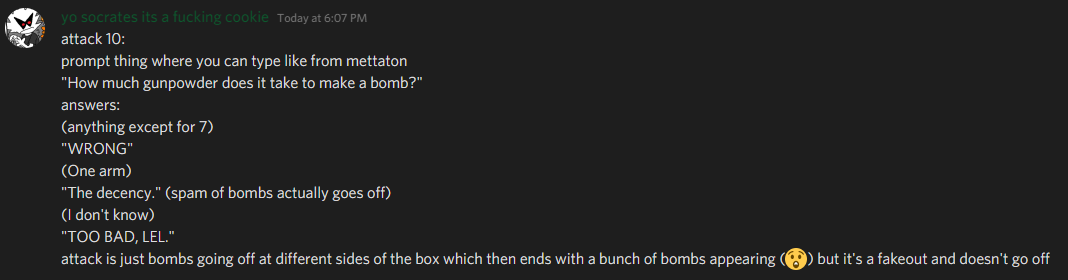 yo socrates its a fucking cookie Today at 6:07 PM
attack 10:
prompt thing where you can type like from mettaton
"How much gunpowder does it take to make a bomb?"
answers:
(anything except for 7)
"WRONG"
(One arm)
"The decency." (spam of bombs actually goes off)
(I don't know)
"TOO BAD, LEL."
attack is just bombs going off at different sides of the box which then ends with a bunch of bombs appearing (😲) but it's a fakeout and doesn't go off